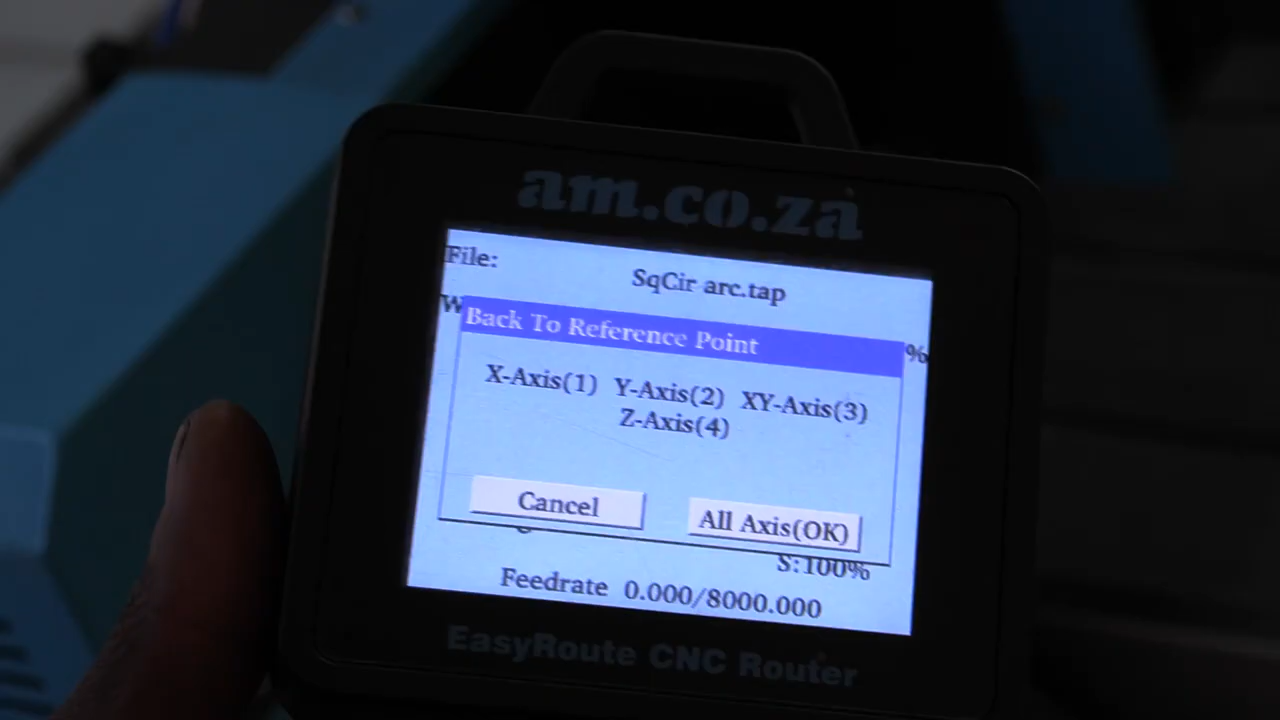 am.co.za
File:
SqCir arc.tap
W
Back To Reference Point
%
X-Axis(1) Y-Axis(2) XY-Axis(3)
Z-Axis(4)
Cancel All Axis(OK)
S:100%
Feedrate 0.000/8000.000
EasyRoute CNC Router